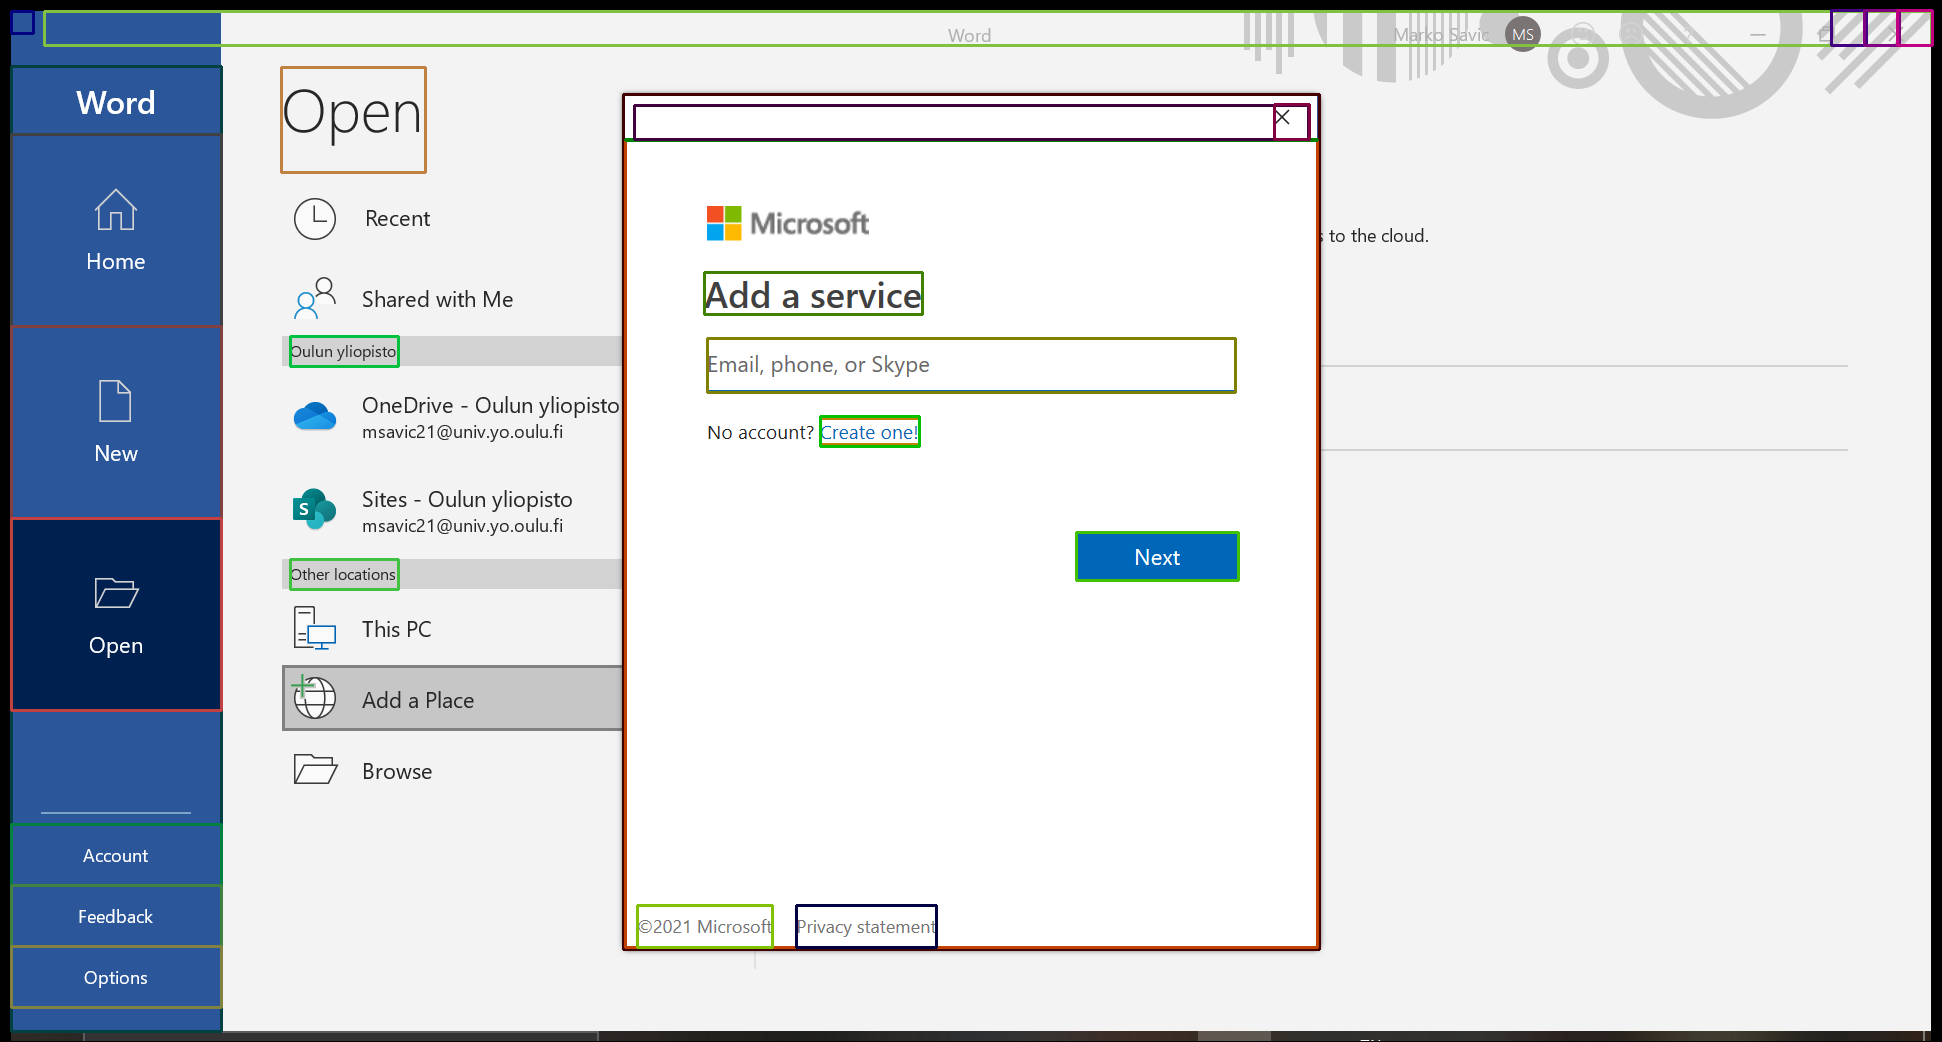 Word
Marko Savic MS
Word
Home
New
Open
Account
Feedback
Options
Open
Recent
Shared with Me
Oulun yliopisto
OneDrive - Oulun yliopisto
msavic21@univ.yo.oulu.fi
S
Sites - Oulun yliopisto
msavic21@univ.yo.oulu.fi
Other locations
This PC
Add a Place
Browse
to the cloud.
Microsoft
Add a service
Email, phone, or Skype
No account? Create one!
Next
©2021 Microsoft
Privacy statement